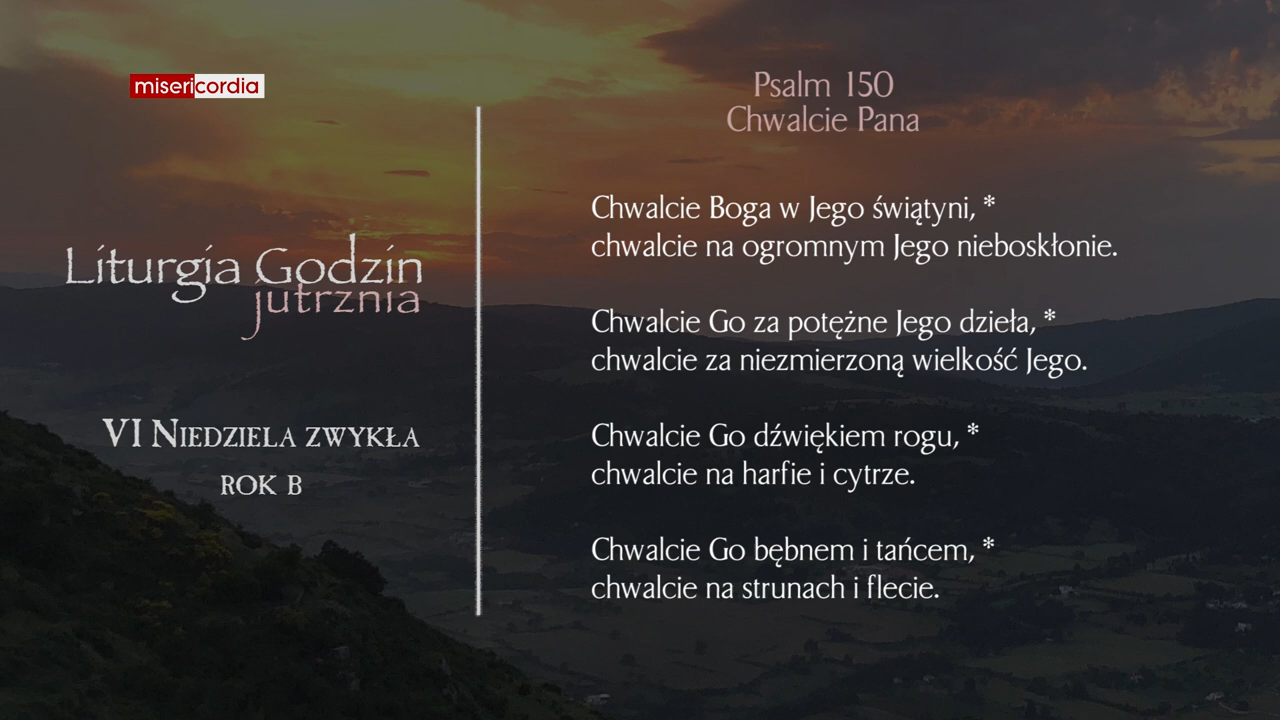 misericordia
Liturgia Godzin
jutrznia
VI Niedziela zwykła
rok B
Psalm 150
Chwalcie Pana
Chwalcie Boga w Jego świątyni, *
chwalcie na ogromnym Jego nieboskłonie.
Chwalcie Go za potężne Jego dzieła, *
chwalcie za niezmierzoną wielkość Jego.
Chwalcie Go dźwiękiem rogu, *
chwalcie na harfie i cytrze.
Chwalcie Go bębnem i tańcem, *
chwalcie na strunach i flecie.